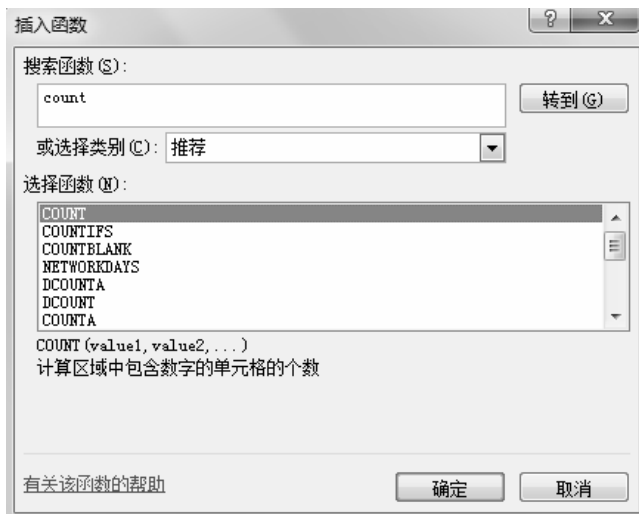 插入函数
搜索函数(S):
count
转到(G)
或选择类别(C): 推荐
选择函数(N):
COUNT
COUNTIFS
COUNTBLANK
NETWORKDAYS
DCOUNTA
DCOUNT
COUNTA
COUNT(value1,value2,...)
计算区域中包含数字的单元格的个数
有关该函数的帮助
确定
取消